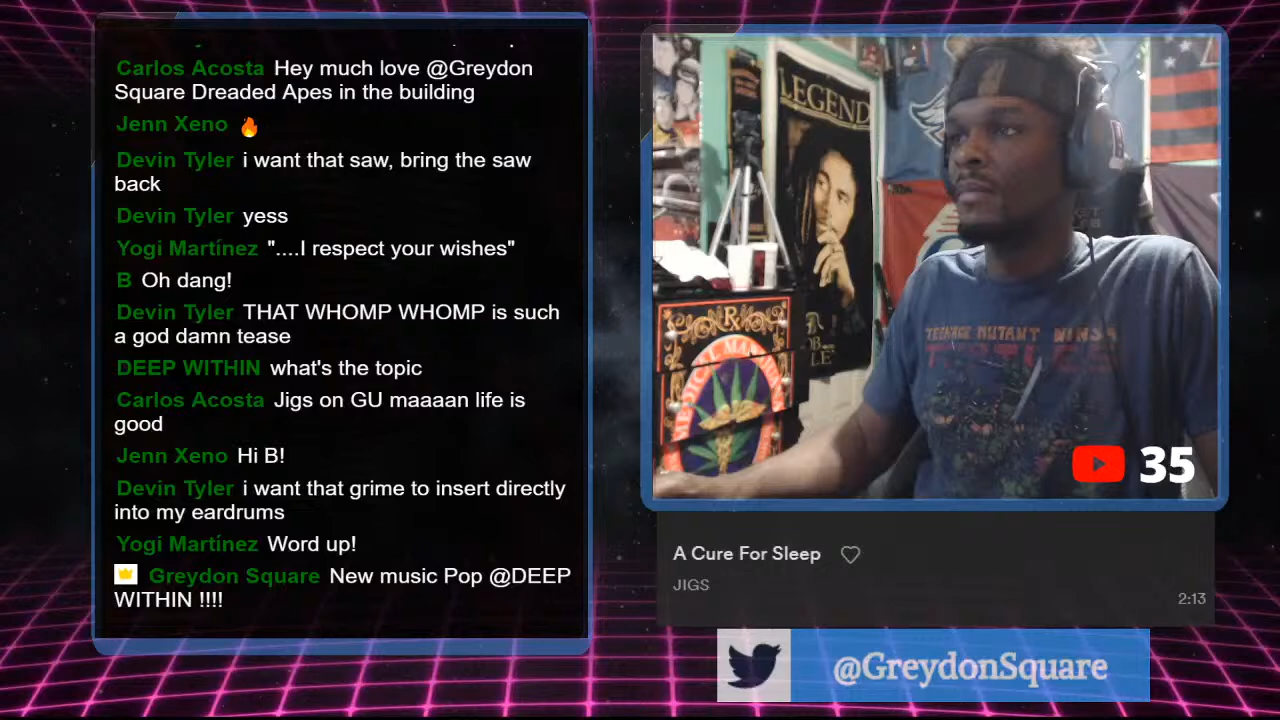 Carlos Acosta Hey much love @Greydon
Square Dreaded Apes in the building
Jenn Xeno 🔥
Devin Tyler i want that saw, bring the saw
back
Devin Tyler yess
Yogi Martínez "....I respect your wishes"
B Oh dang!
Devin Tyler THAT WHOMP WHOMP is such
a god damn tease
DEEP WITHIN what's the topic
Carlos Acosta Jigs on GU maaaan life is
good
Jenn Xeno Hi B!
Devin Tyler i want that grime to insert directly
into my eardrums
Yogi Martínez Word up!
Greydon Square New music Pop @DEEP
WITHIN !!!!
LEGEND
TEENAGE MUTANT NINJA
TURTLES
35
A Cure For Sleep
JIGS
2:13
@GreydonSquare